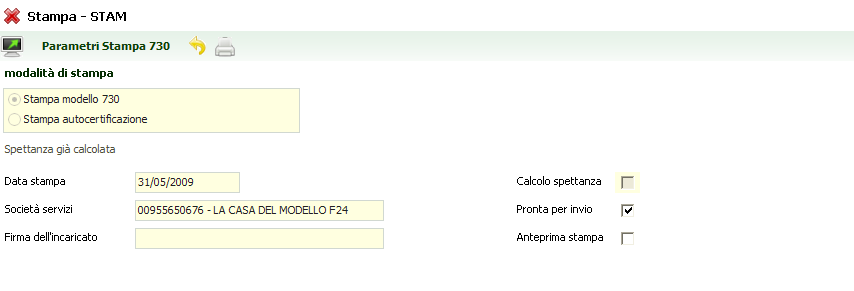 Stampa - STAM
Parametri Stampa 730
modalità di stampa
Stampa modello 730
Stampa autocertificazione
Spettanza già calcolata
Data stampa 31/05/2009 Calcolo spettanza
Società servizi 00955650676 - LA CASA DEL MODELLO F24 Pronta per invio
Firma dell'incaricato Anteprima stampa